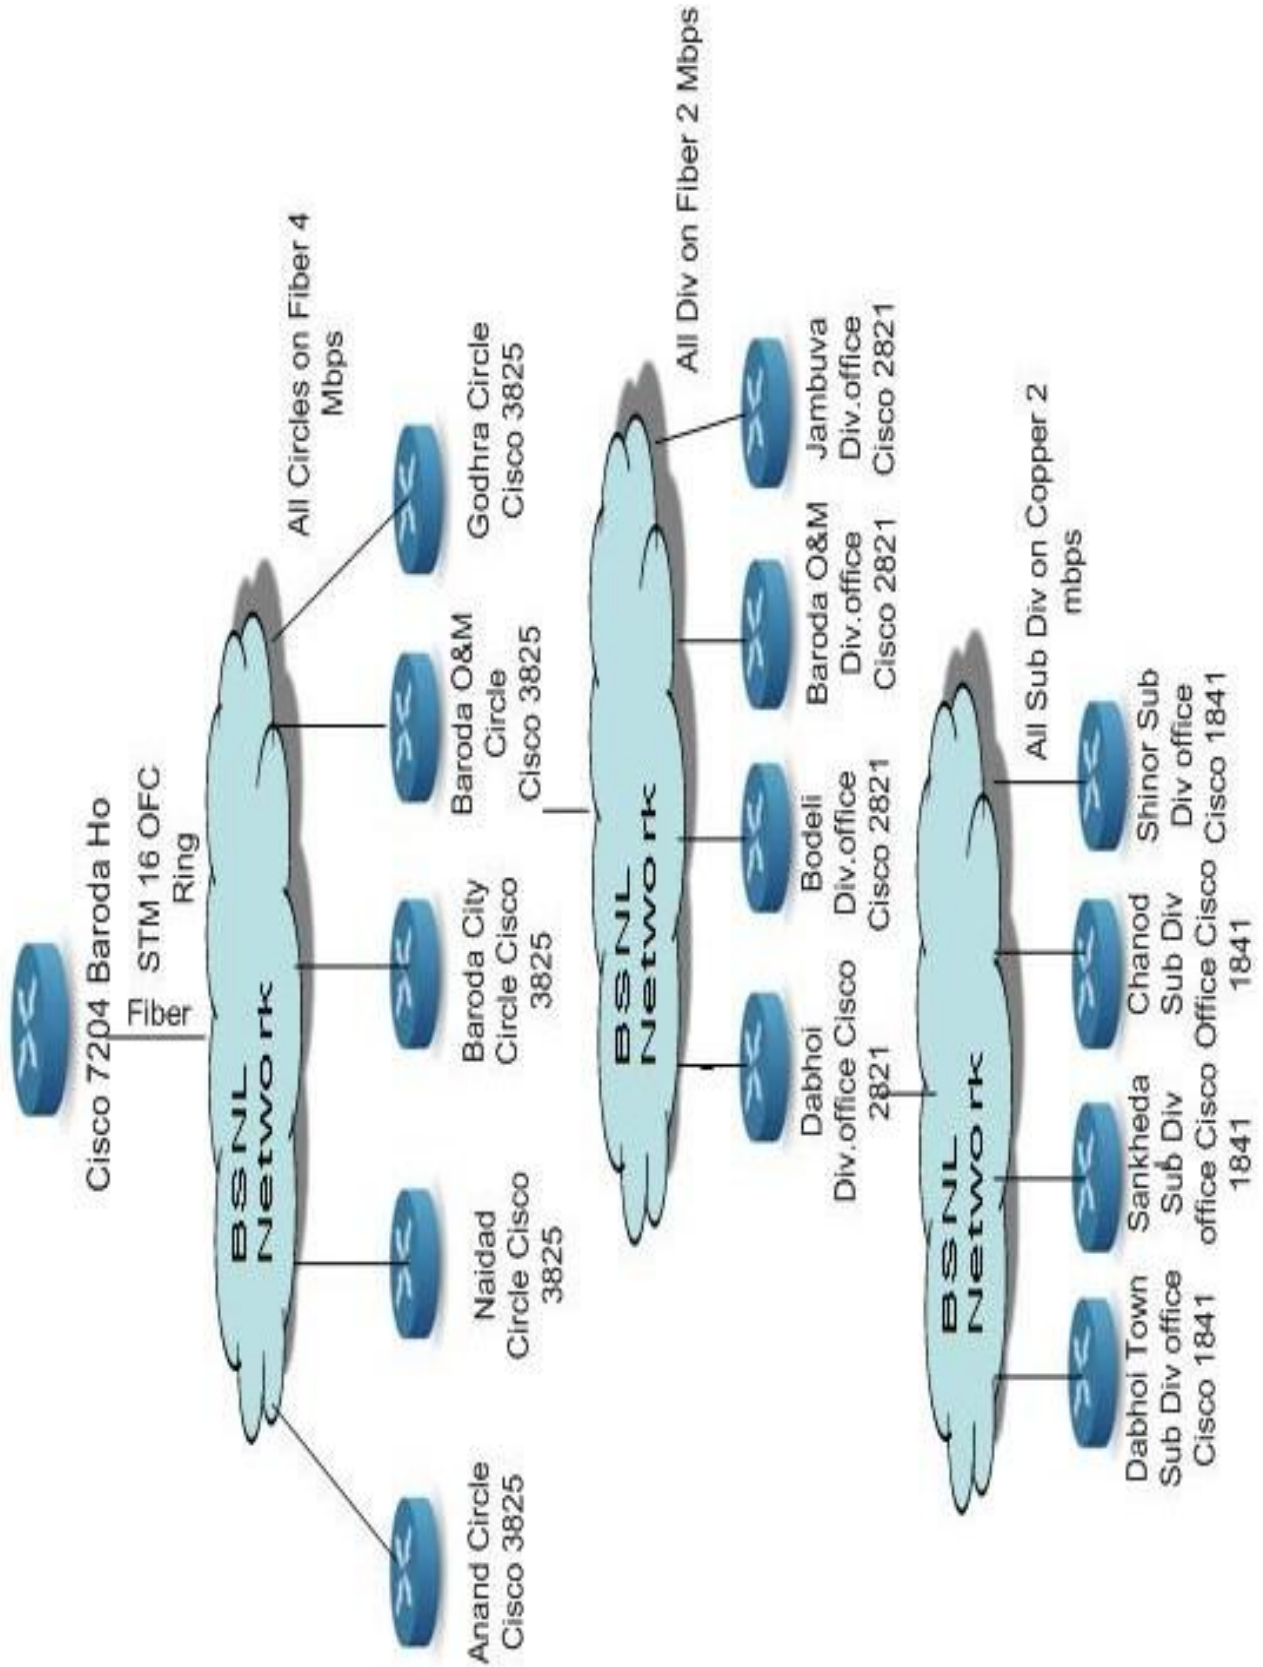 Cisco 7204 Baroda Ho
Fiber
STM 16 OFC
Ring
BSNL
Network
All Circles on Fiber 4
Mbps
Anand Circle
Cisco 3825
Naidad
Circle Cisco
3825
Baroda City
Circle Cisco
3825
Baroda O&M
Circle
Cisco 3825
Godhra Circle
Cisco 3825
BSNL
Network
All Div on Fiber 2 Mbps
Dabhoi
Div.office Cisco
2821
Bodeli
Div.office
Cisco 2821
Baroda O&M
Div.office
Cisco 2821
Jambuva
Div.office
Cisco 2821
BSNL
Network
All Sub Div on Copper 2
mbps
Dabhoi Town
Sub Div office
Cisco 1841
Sankheda
Sub Div
office Cisco
1841
Chanod
Sub Div
Office Cisco
1841
Shinor Sub
Div office
Cisco 1841